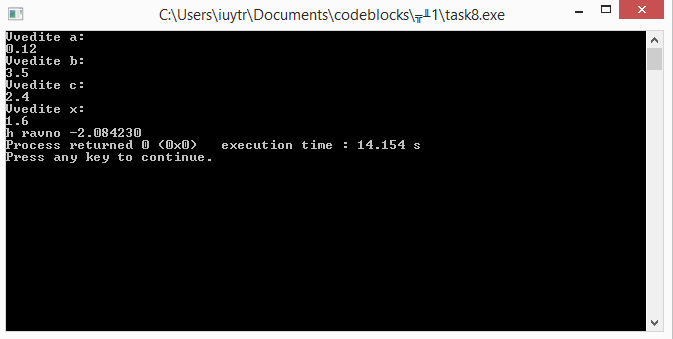 C:\Users\iuytr\Documents\codeblocks\╦╨1\task8.exe
Vvedite a:
0.12
Vvedite b:
3.5
Vvedite c:
2.4
Vvedite x:
1.6
h ravno -2.084230
Process returned 0 (0x0)   execution time : 14.154 s
Press any key to continue.